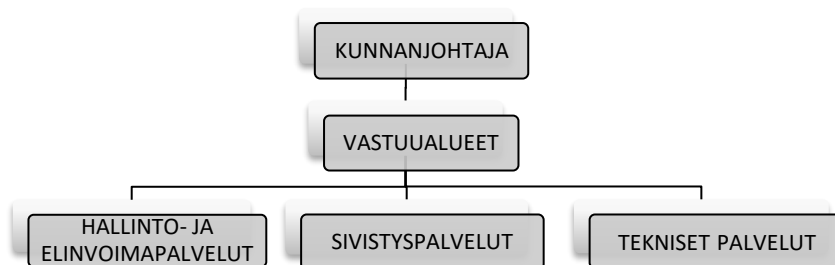 KUNNANJOHTAJA
VASTUUALUEET
HALLINTO- JA
ELINVOIMAPALVELUT
SIVISTYSPALVELUT
TEKNISET PALVELUT